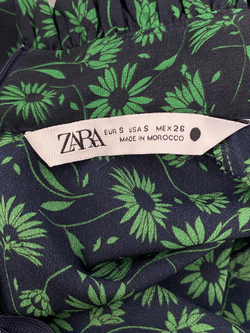 ZARA
EUR S USA S MEX 26
MADE IN MOROCCO